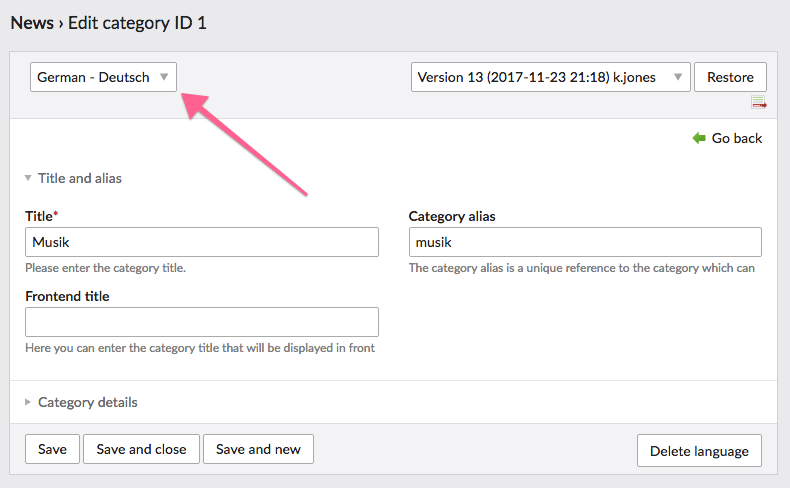 News › Edit category ID 1
German - Deutsch
Version 13 (2017-11-23 21:18) k.jones
Restore
Go back
Title and alias
Title*
Musik
Please enter the category title.
Category alias
musik
The category alias is a unique reference to the category which can
Frontend title
Here you can enter the category title that will be displayed in front
Category details
Save
Save and close
Save and new
Delete language